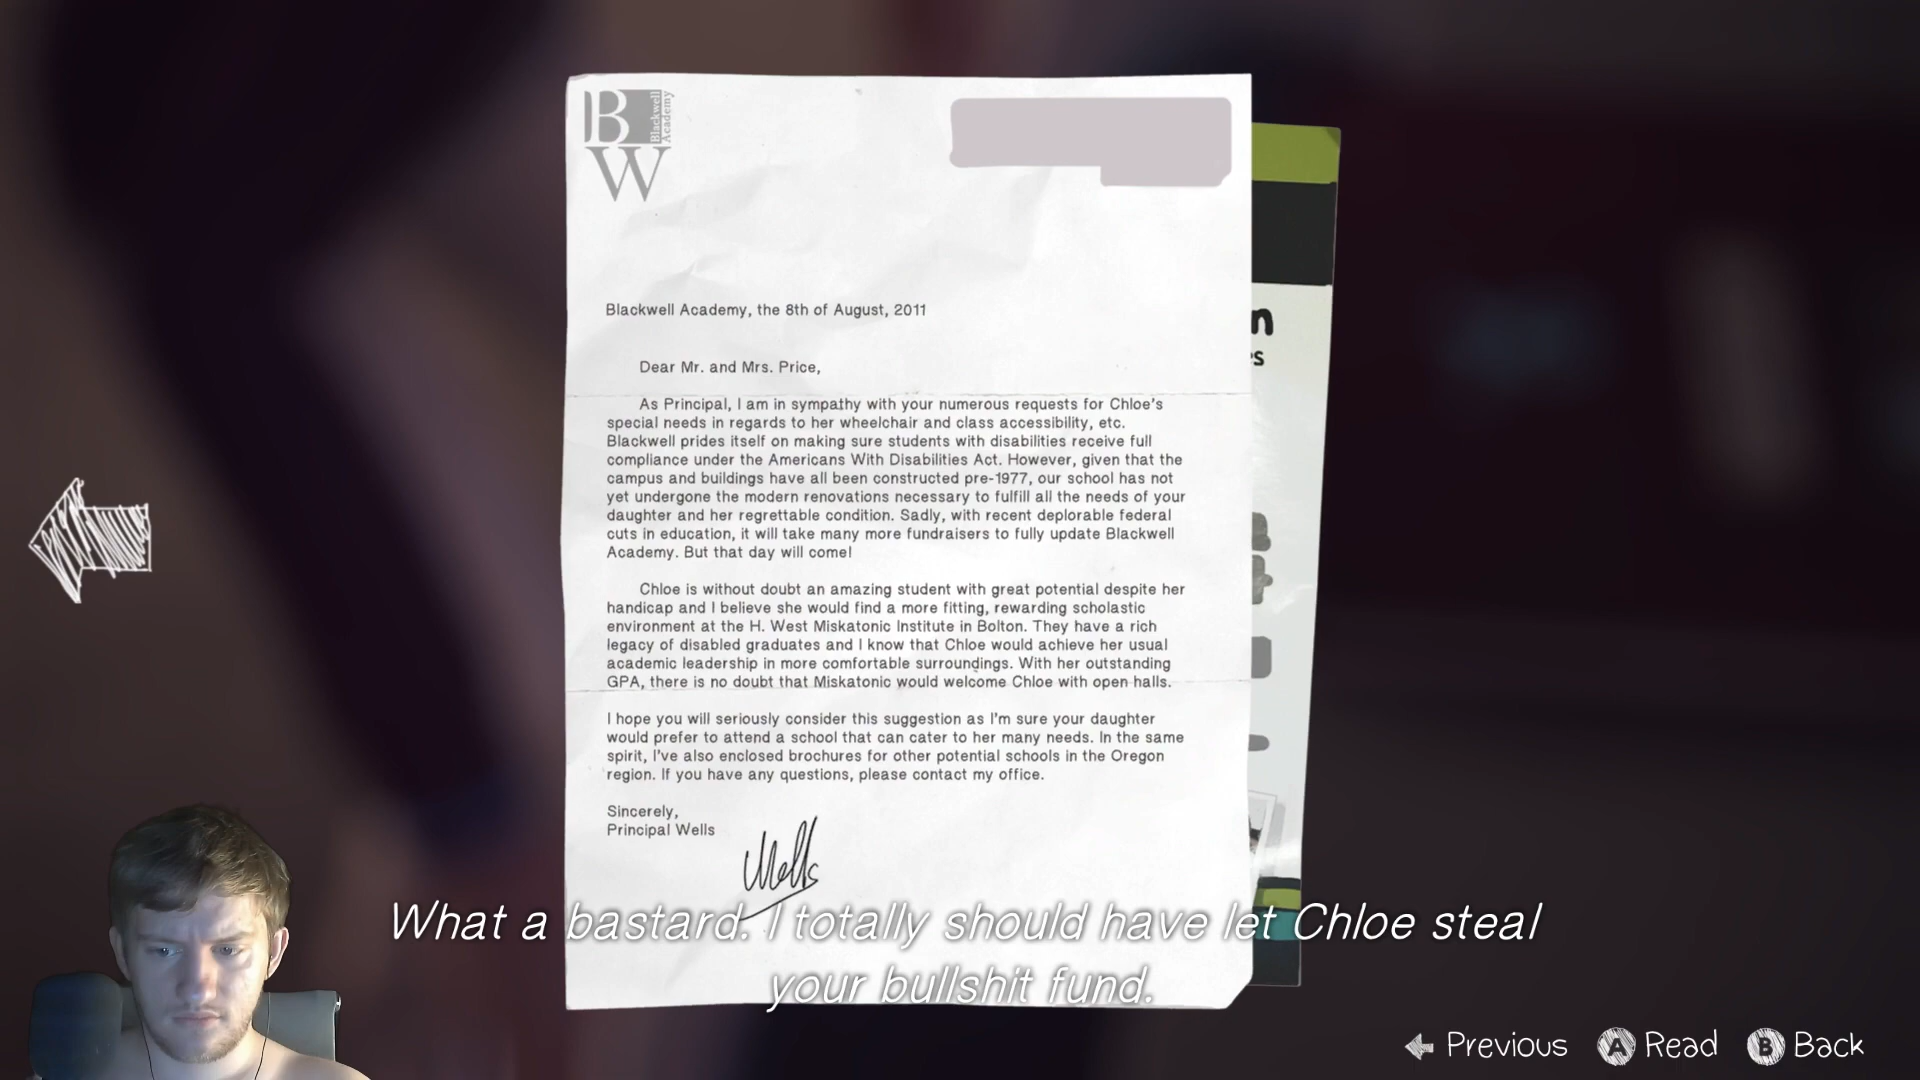 BW
Blackwell
Academy
Blackwell Academy, the 8th of August, 2011
Dear Mr. and Mrs. Price,
As Principal, I am in sympathy with your numerous requests for Chloe's
special needs in regards to her wheelchair and class accessibility, etc.
Blackwell prides itself on making sure students with disabilities receive full
compliance under the Americans With Disabilities Act. However, given that the
campus and buildings have all been constructed pre-1977, our school has not
yet undergone the modern renovations necessary to fulfill all the needs of your
daughter and her regrettable condition. Sadly, with recent deplorable federal
cuts in education, it will take many more fundraisers to fully update Blackwell
Academy. But that day will come!
Chloe is without doubt an amazing student with great potential despite her
handicap and I believe she would find a more fitting, rewarding scholastic
environment at the H. West Miskatonic Institute in Bolton. They have a rich
legacy of disabled graduates and I know that Chloe would achieve her usual
academic leadership in more comfortable surroundings. With her outstanding
GPA, there is no doubt that Miskatonic would welcome Chloe with open halls.
I hope you will seriously consider this suggestion as I'm sure your daughter
would prefer to attend a school that can cater to her many needs. In the same
spirit, I've also enclosed brochures for other potential schools in the Oregon
region. If you have any questions, please contact my office.
Sincerely,
Principal Wells
Wells
What a bastard. I totally should have let Chloe steal
your bullshit fund.
Previous A Read B Back